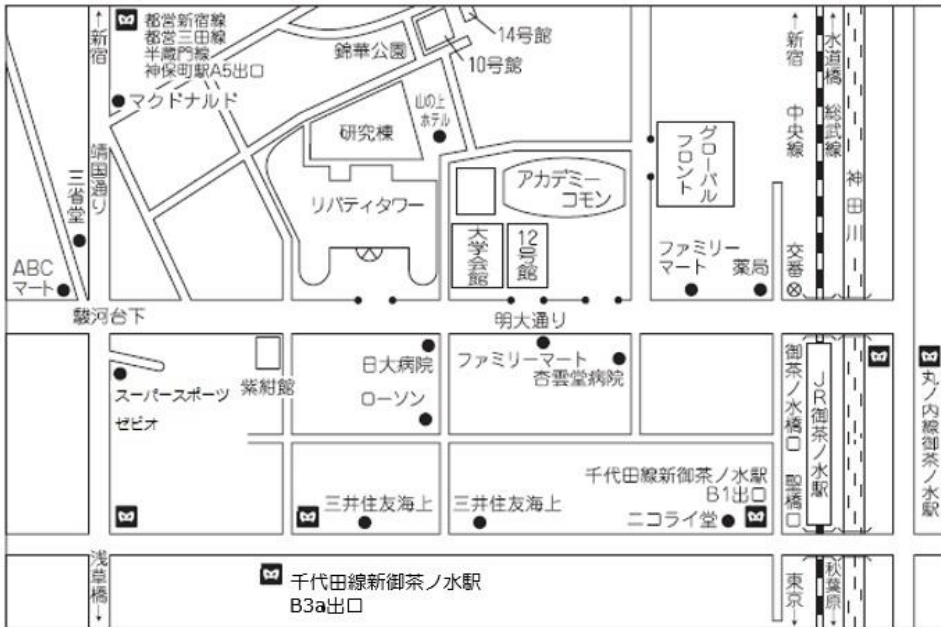 ←新宿
都営新宿線
都営三田線
半蔵門線
神保町駅A5出口
マクドナルド
錦華公園
14号館
10号館
山の上
ホテル
研究棟
リバティタワー
靖国通り
三省堂
ABC
マート
駿河台下
アカデミー
コモン
大学会館
12号館
グローバル
フロント
ファミリー
マート
薬局
交番
←新宿
中央線
←水道橋
総武線
神田川
明大通り
スーパースポーツ
ゼビオ
紫紺館
日大病院
ローソン
ファミリーマート
杏雲堂病院
御茶ノ水橋口
JR御茶ノ水駅
聖橋口
丸ノ内線御茶ノ水駅
三井住友海上
三井住友海上
千代田線新御茶ノ水駅
B1出口
ニコライ堂
浅草橋→
千代田線新御茶ノ水駅
B3a出口
東京→
秋葉原→